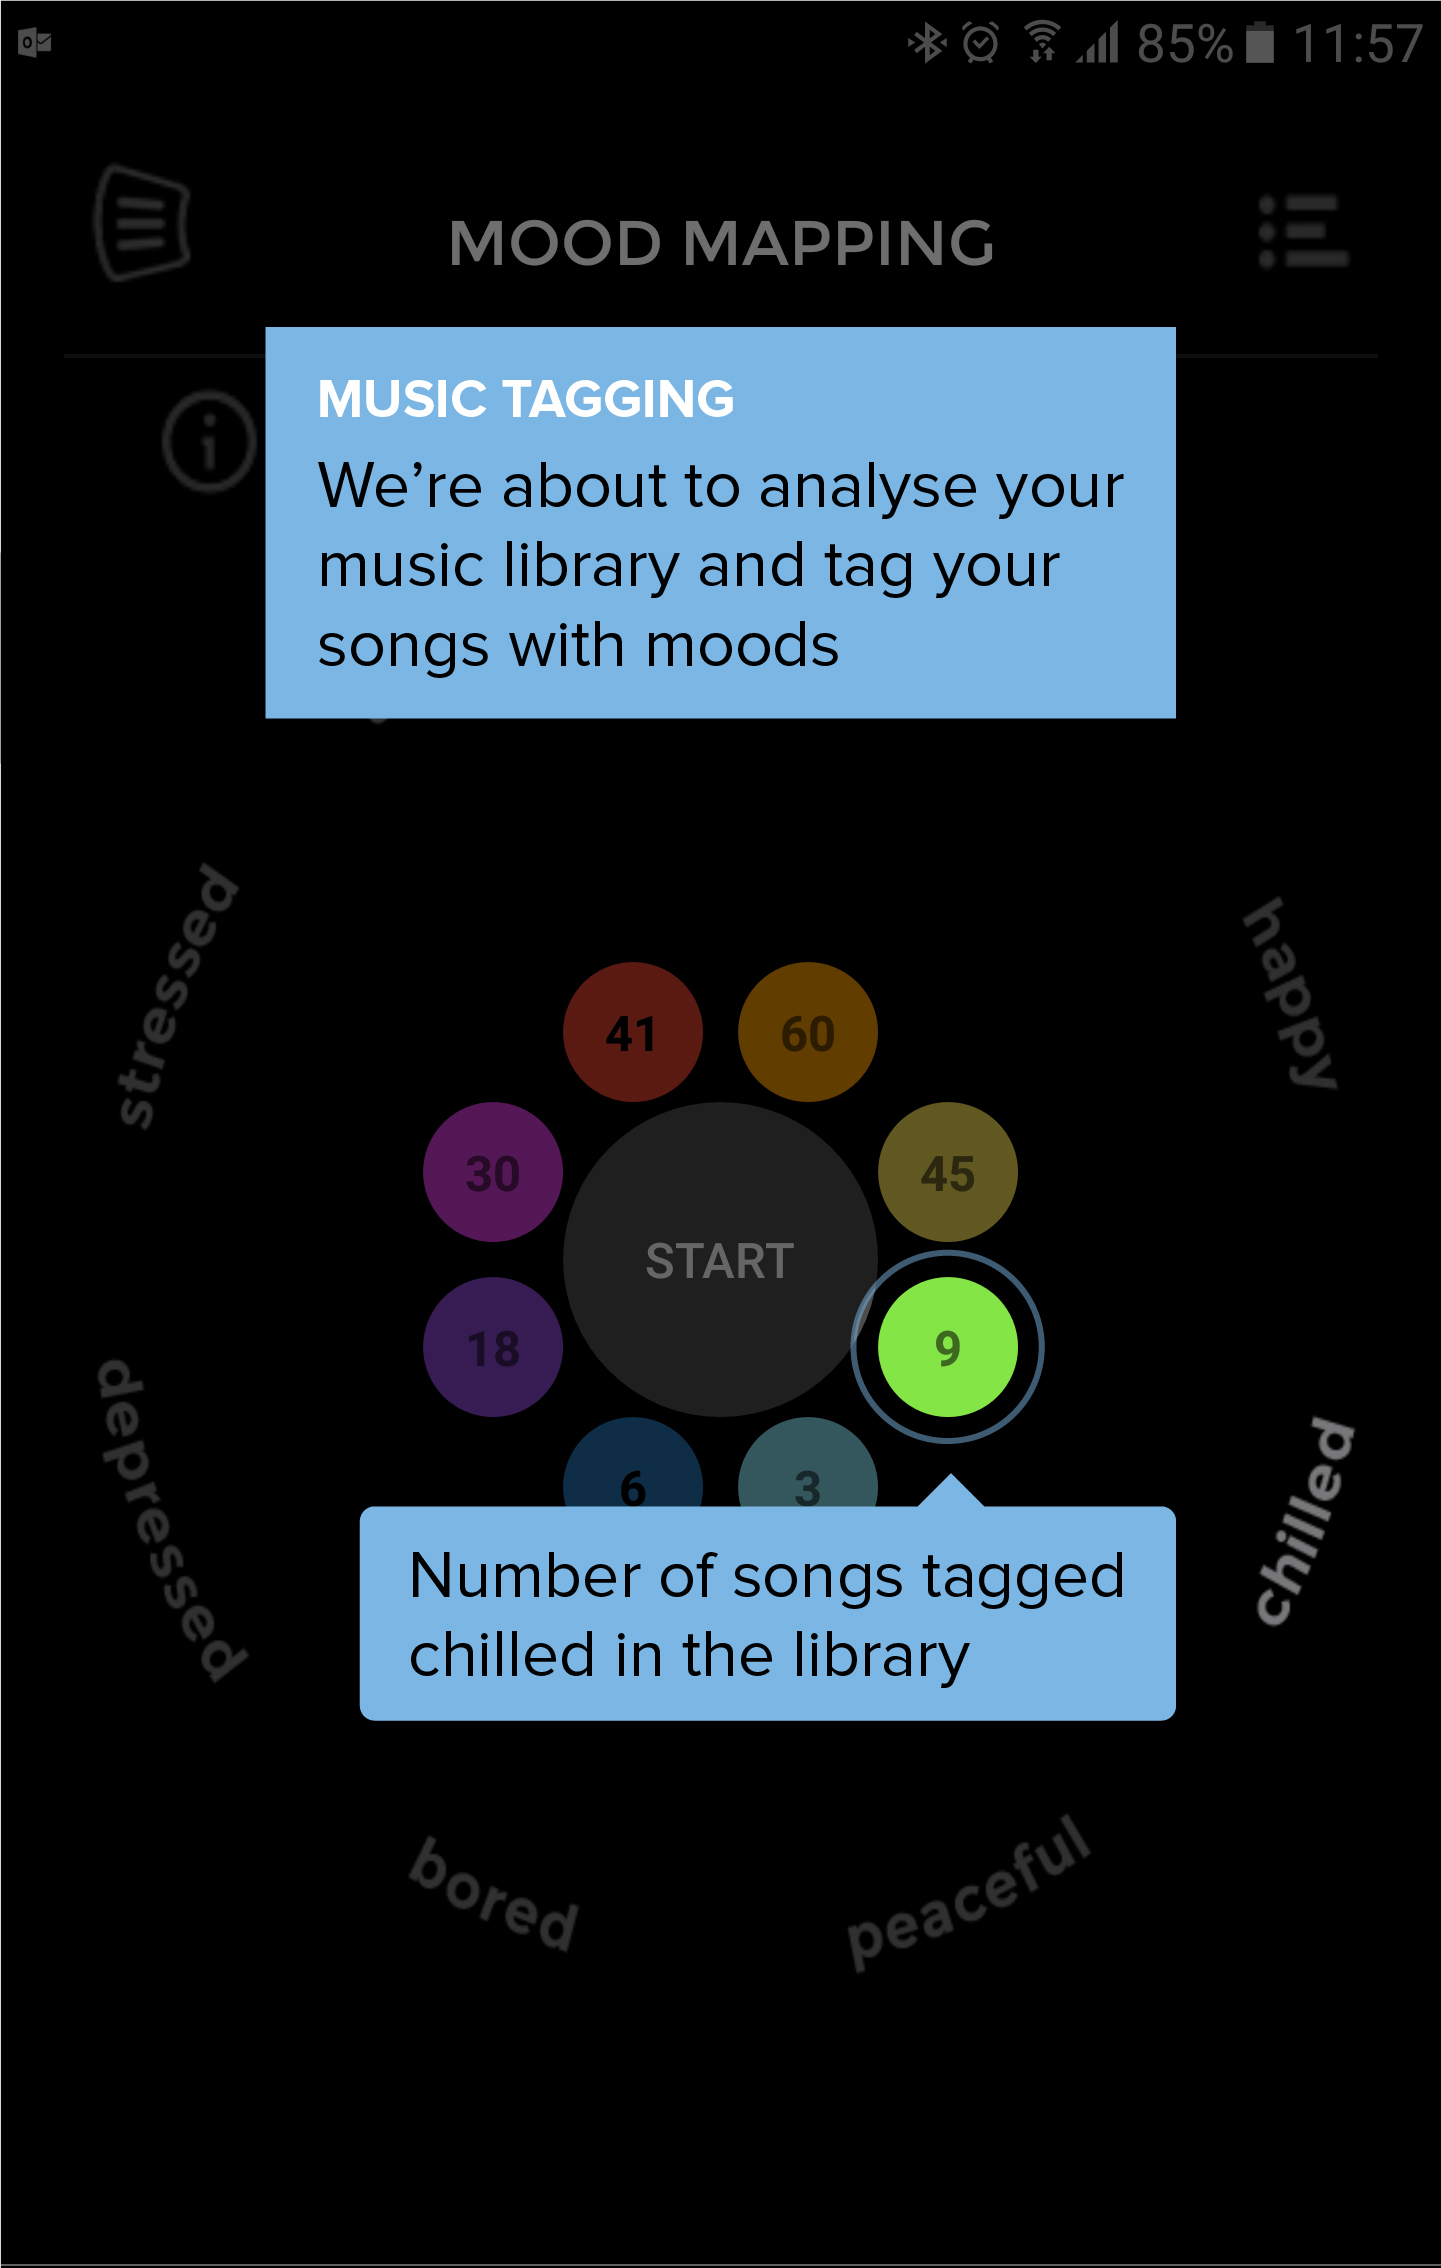 85% 11:57
MOOD MAPPING
MUSIC TAGGING
We’re about to analyse your
music library and tag your
songs with moods
stressed
happy
41
60
30
45
START
18
9
6
3
depressed
chilled
Number of songs tagged
chilled in the library
bored
peaceful